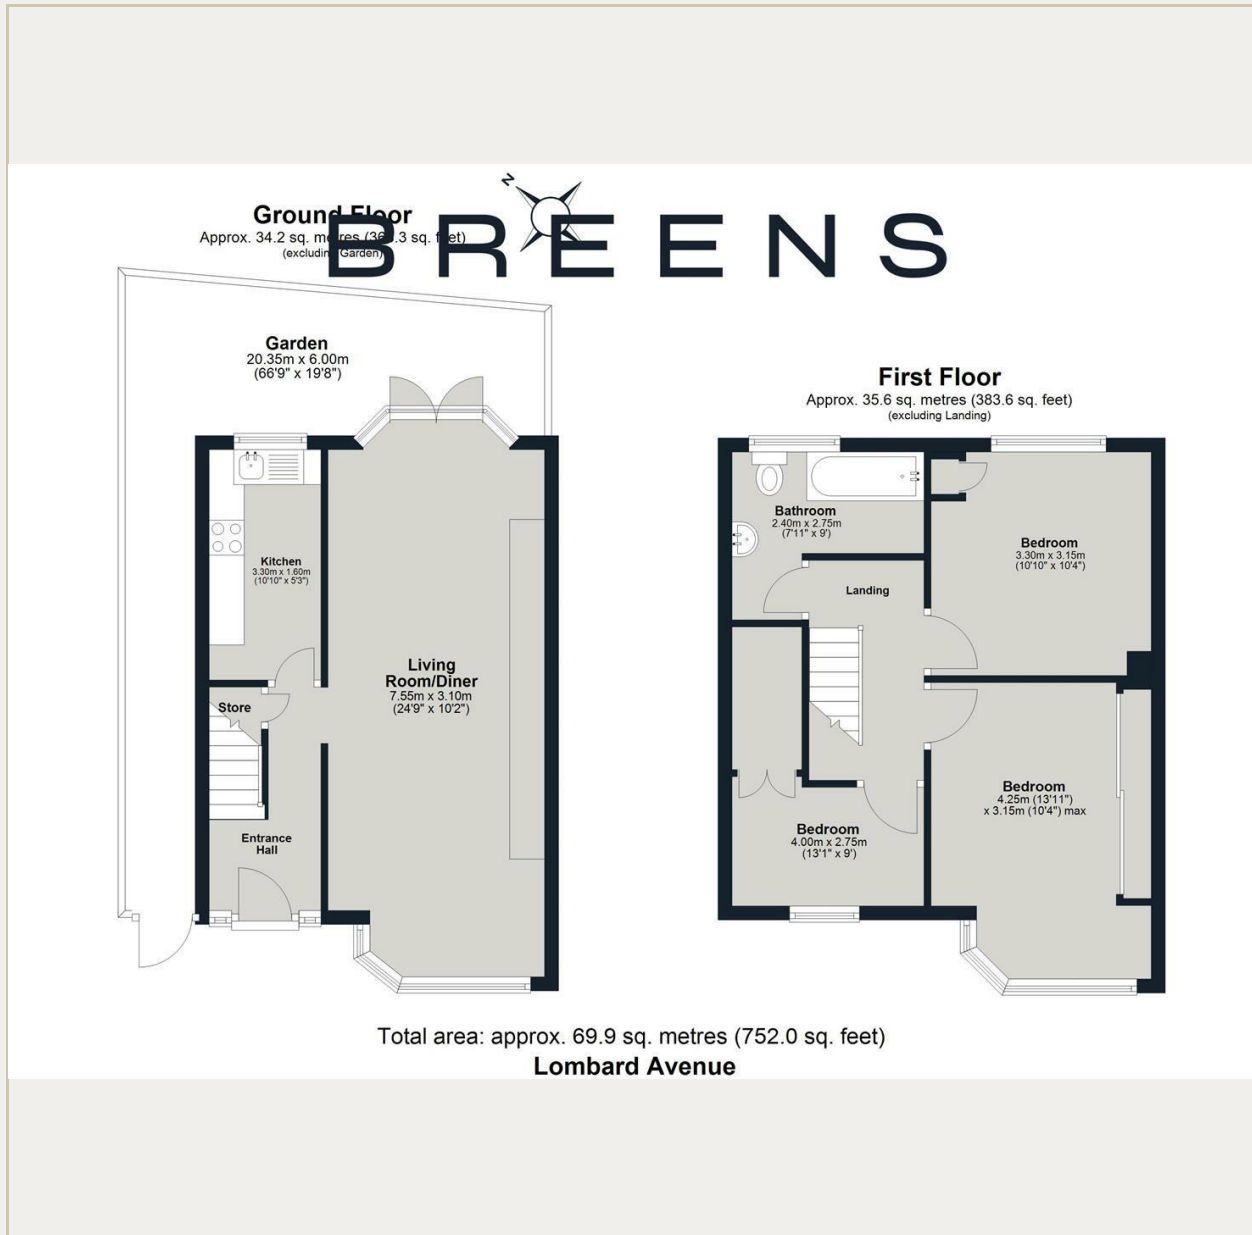 N
BREENS
Ground Floor
Approx. 34.2 sq. metres (36 .3 sq. feet)
(excluding Garden)
Garden
20.35m x 6.00m
(66'9" x 19'8")
Kitchen
3.30m x 1.60m
(10'10" x 5'3")
Living
Room/Diner
7.55m x 3.10m
(24'9" x 10'2")
Store
Entrance
Hall
First Floor
Approx. 35.6 sq. metres (383.6 sq. feet)
(excluding Landing)
Bathroom
2.40m x 2.75m
(7'11" x 9')
Bedroom
3.30m x 3.15m
(10'10" x 10'4")
Landing
Bedroom
4.25m (13'11")
x 3.15m (10'4") max
Bedroom
4.00m x 2.75m
(13'1" x 9')
Total area: approx. 69.9 sq. metres (752.0 sq. feet)
Lombard Avenue